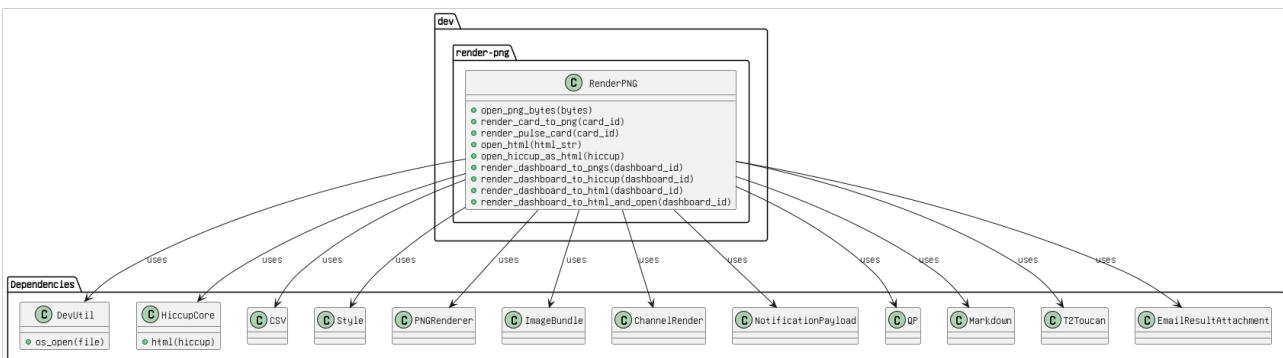 dev
render-png
C RenderPNG
open_png_bytes(bytes)
render_card_to_png(card_id)
render_pulse_card(card_id)
open_html(html_str)
open_hiccup_as_html(hiccup)
render_dashboard_to_pngs(dashboard_id)
render_dashboard_to_hiccup(dashboard_id)
render_dashboard_to_html(dashboard_id)
render_dashboard_to_html_and_open(dashboard_id)
uses uses uses uses uses uses uses uses uses uses uses uses
Dependencies
C DevUtil
os_open(file)
C HiccupCore
html(hiccup)
C CSV
C Style
C PNGRenderer
C ImageBundle
C ChannelRender
C NotificationPayload
C QP
C Markdown
C T2Toucan
C EmailResultAttachment